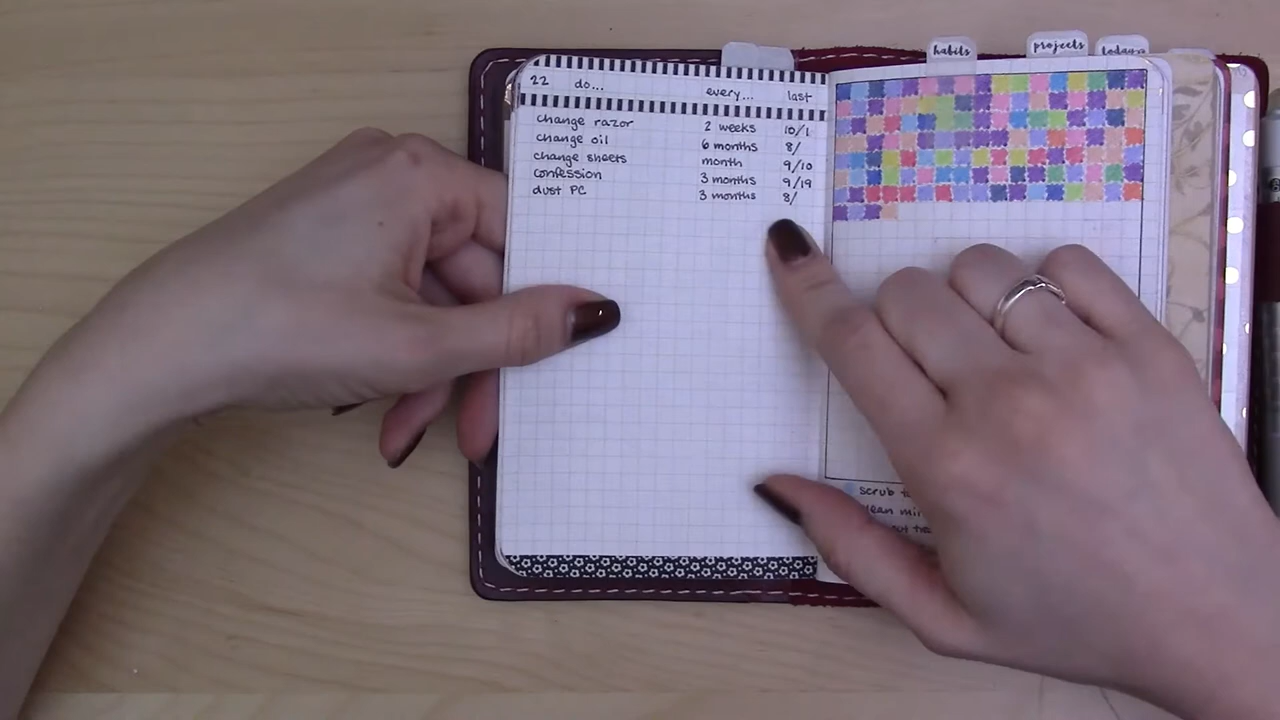 habits
projects
today
22 do... every... last
change razor 2 weeks 10/1
change oil 6 months 8/
change sheets month 9/10
confession 3 months 9/19
dust PC 3 months 8/
scrub